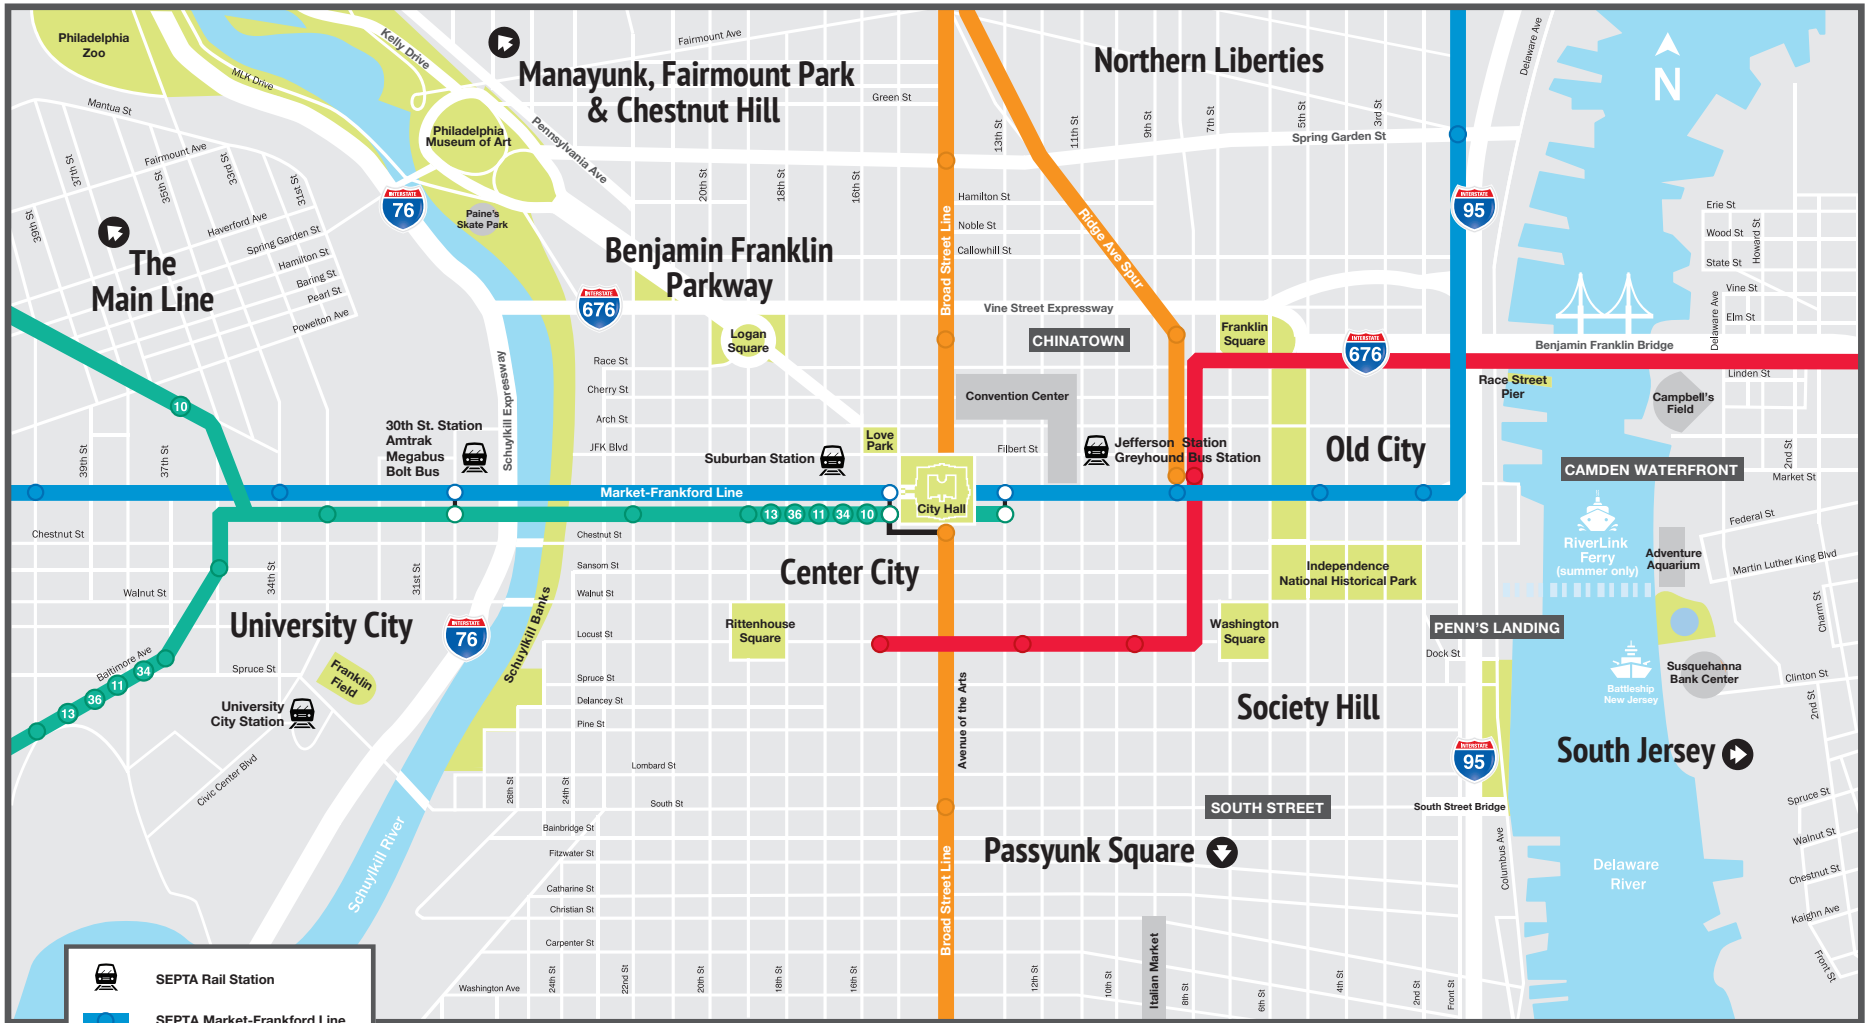 Philadelphia
Zoo
MLK Drive
Kelly Drive
Fairmount Ave
Manayunk, Fairmount Park
& Chestnut Hill
Green St
Northern Liberties
Delaware Ave
N
Mantua St
Philadelphia
Museum of Art
Pennsylvania Ave
13th St
11th St
9th St
7th St
5th St
3rd St
Spring Garden St
Fairmount Ave
37th St
35th St
33rd St
31st St
39th St
INTERSTATE
76
Paine's
Skate Park
20th St
18th St
16th St
Hamilton St
Noble St
Callowhill St
Broad Street Line
Ridge Ave Spur
INTERSTATE
95
Erie St
Wood St
State St
Howard St
Vine St
Elm St
Delaware Ave
Haverford Ave
Spring Garden St
Hamilton St
Baring St
Pearl St
Powelton Ave
The
Main Line
Benjamin Franklin
Parkway
INTERSTATE
676
Vine Street Expressway
Logan
Square
CHINATOWN
Franklin
Square
INTERSTATE
676
Benjamin Franklin Bridge
Linden St
Race St
Cherry St
Arch St
JFK Blvd
Schuylkill Expressway
Convention Center
Race Street
Pier
Campbell's
Field
10
39th St
37th St
30th St. Station
Amtrak
Megabus
Bolt Bus
Suburban Station
Love
Park
Filbert St
Jefferson Station
Greyhound Bus Station
Old City
CAMDEN WATERFRONT
2nd St
Market St
Market-Frankford Line
City Hall
13
36
11
34
10
Chestnut St
Chestnut St
Sansom St
Walnut St
Locust St
Spruce St
Delancey St
Pine St
Lombard St
South St
34th St
31st St
Walnut St
University City
INTERSTATE
76
Schuylkill Banks
Center City
Rittenhouse
Square
Independence
National Historical Park
Washington
Square
RiverLink
Ferry
(summer only)
Adventure
Aquarium
Federal St
Martin Luther King Blvd
Charm St
PENN'S LANDING
Dock St
Battleship
New Jersey
Susquehanna
Bank Center
Clinton St
2nd St
Baltimore Ave
34
11
36
13
Spruce St
Franklin
Field
University
City Station
Civic Center Blvd
Avenue of the Arts
Society Hill
South Jersey
INTERSTATE
95
26th St
24th St
SOUTH STREET
South Street Bridge
Spruce St
Walnut St
Chestnut St
Kaighn Ave
Front St
Bainbridge St
Fitzwater St
Catharine St
Christian St
Carpenter St
Washington Ave
Schuylkill River
Passyunk Square
Columbus Ave
Delaware
River
Broad Street Line
24th St
22nd St
20th St
18th St
16th St
12th St
10th St
Italian Market
8th St
6th St
4th St
2nd St
Front St
SEPTA Rail Station
SEPTA Market-Frankford Line